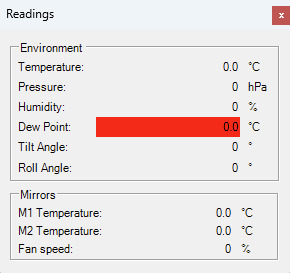 Readings x
Environment
Temperature: 0.0 °C
Pressure: 0 hPa
Humidity: 0 %
Dew Point: 0.0 °C
Tilt Angle: 0 °
Roll Angle: 0 °
Mirrors
M1 Temperature: 0.0 °C
M2 Temperature: 0.0 °C
Fan speed: 0 %